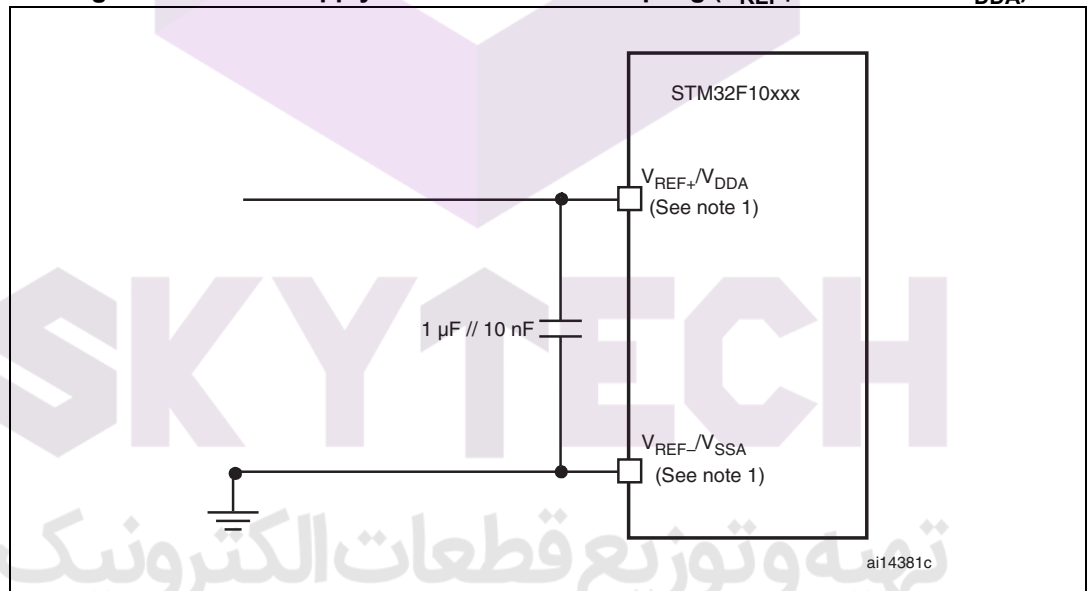 supply
STM32F10xxx
VREF+/VDDA
(See note 1)
1 µF // 10 nF
VREF–/VSSA
(See note 1)
ai14381c
SKYTECH
تهیه و توزیع قطعات الکترونیک